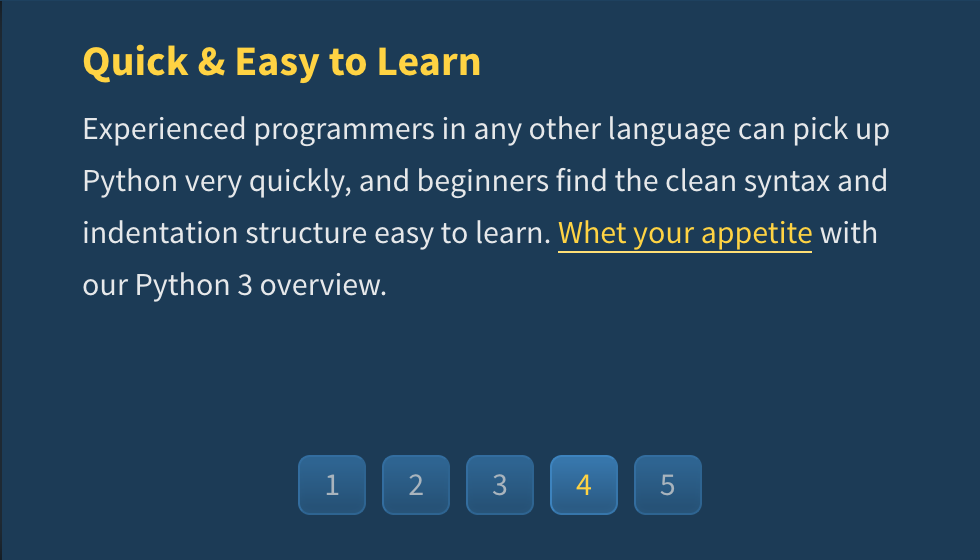 Quick & Easy to Learn
Experienced programmers in any other language can pick up
Python very quickly, and beginners find the clean syntax and
indentation structure easy to learn. Whet your appetite with
our Python 3 overview.
1 2 3 4 5